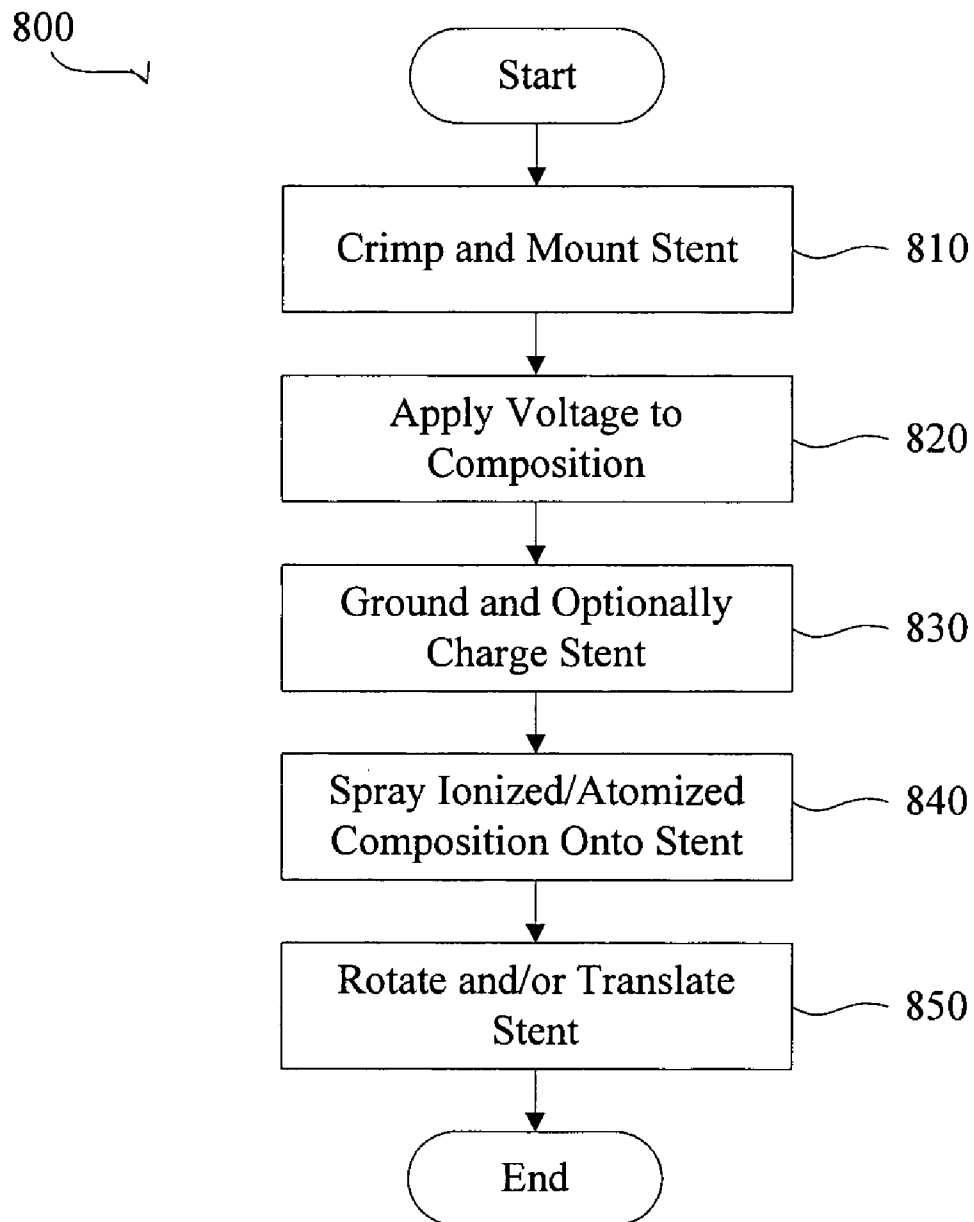 800
Start
Crimp and Mount Stent
810
Apply Voltage to
Composition
820
Ground and Optionally
Charge Stent
830
Spray Ionized/Atomized
Composition Onto Stent
840
Rotate and/or Translate
Stent
850
End